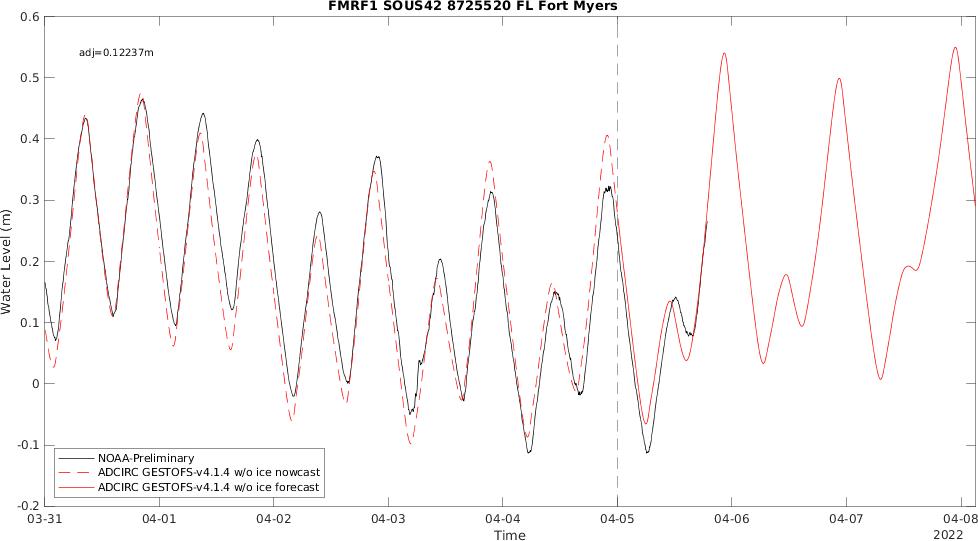 FMRF1 SOUS42 8725520 FL Fort Myers
adj=0.12237m
0.6
0.5
0.4
0.3
0.2
0.1
0
-0.1
-0.2
Water Level (m)
NOAA-Preliminary
ADCIRC GESTOFS-v4.1.4 w/o ice nowcast
ADCIRC GESTOFS-v4.1.4 w/o ice forecast
03-31 04-01 04-02 04-03 04-04 04-05 04-06 04-07 04-08
Time
2022